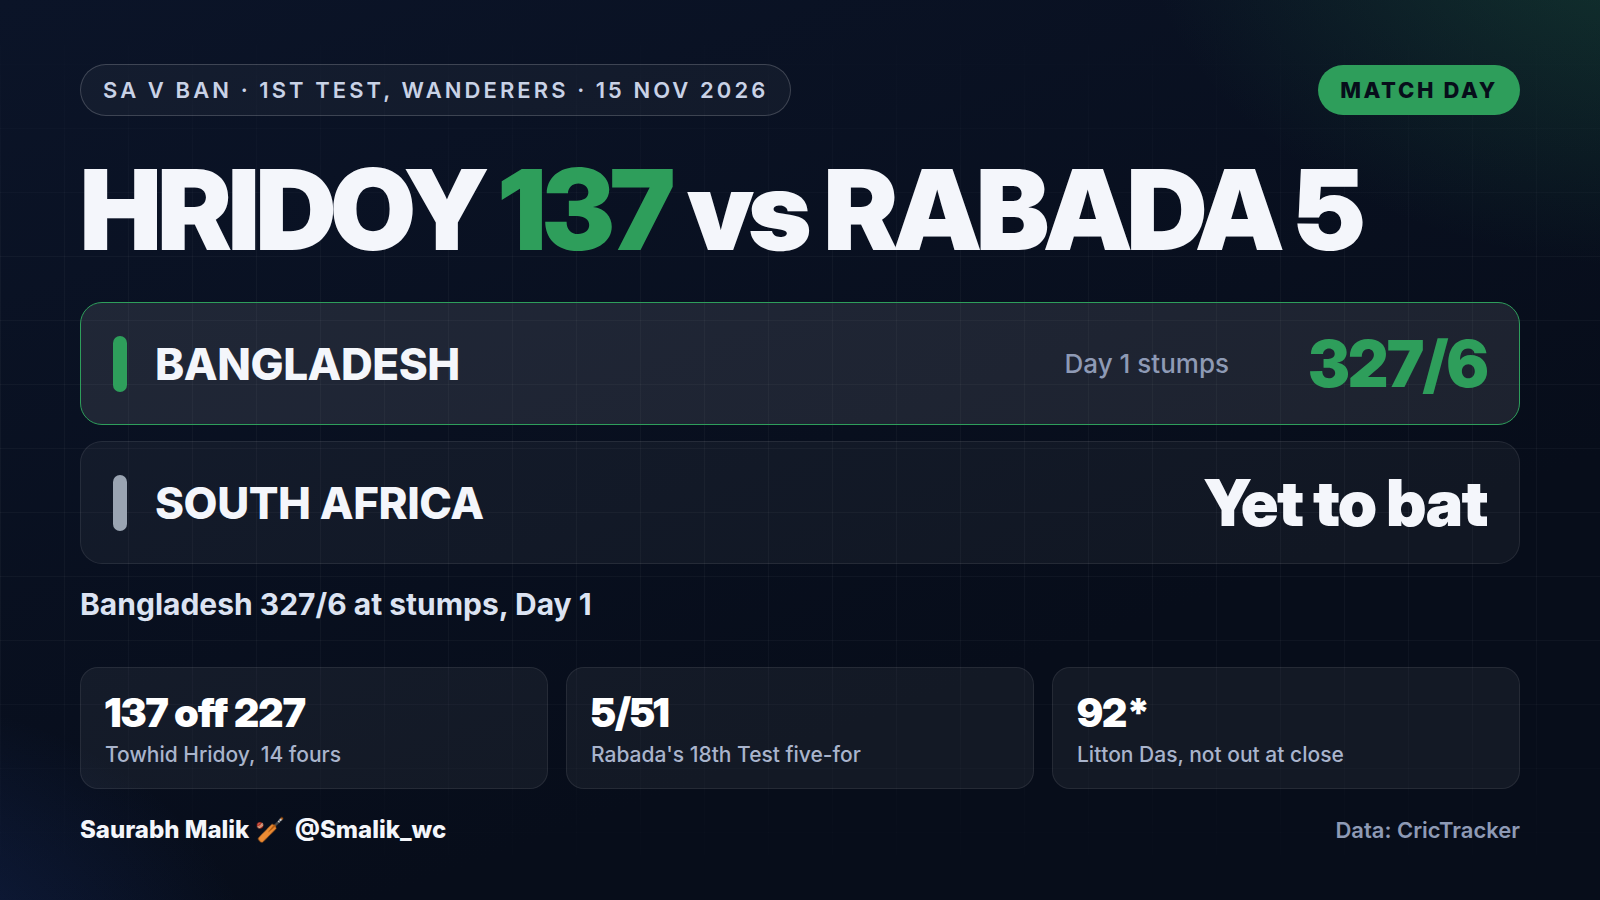 SA V BAN · 1ST TEST, WANDERERS · 15 NOV 2026
MATCH DAY
HRIDOY 137 vs RABADA 5
BANGLADESH Day 1 stumps 327/6
SOUTH AFRICA Yet to bat
Bangladesh 327/6 at stumps, Day 1
137 off 227
Towhid Hridoy, 14 fours
5/51
Rabada's 18th Test five-for
92*
Litton Das, not out at close
Saurabh Malik 🏏 @Smalik_wc
Data: CricTracker